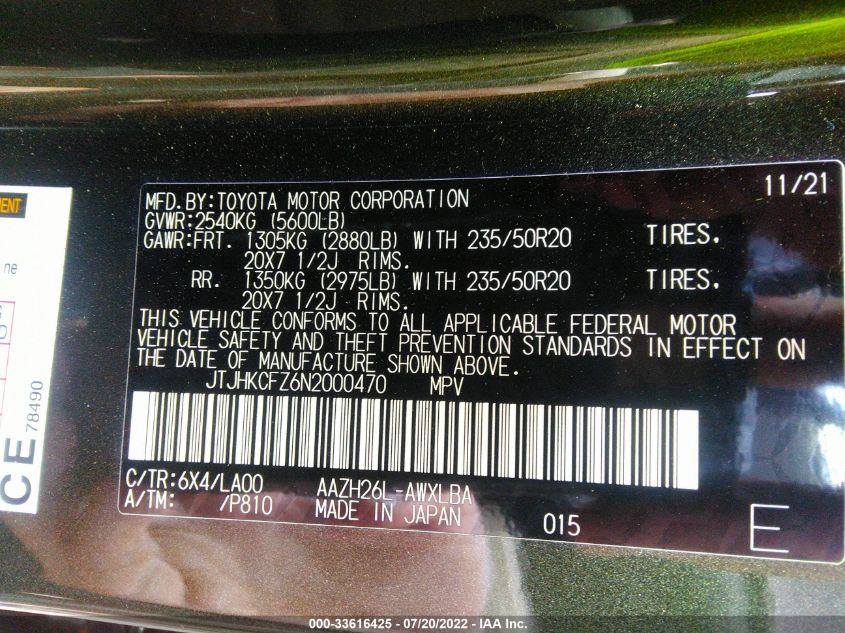 11/21
MFD.BY:TOYOTA MOTOR CORPORATION
GVWR:2540KG (5600LB)
GAWR:FRT. 1305KG (2880LB) WITH 235/50R20 TIRES.
20X7 1/2J RIMS.
RR. 1350KG (2975LB) WITH 235/50R20 TIRES.
20X7 1/2J RIMS.
THIS VEHICLE CONFORMS TO ALL APPLICABLE FEDERAL MOTOR
VEHICLE SAFETY AND THEFT PREVENTION STANDARDS IN EFFECT ON
THE DATE OF MANUFACTURE SHOWN ABOVE.
JTJHKCFZ6N2000470 MPV
C/TR:6X4/LA00 AAZH26L-AWXLBA
A/TM: /P810 MADE IN JAPAN 015 E
ne
CE
78490
000-33616425 - 07/20/2022 - IAA Inc.